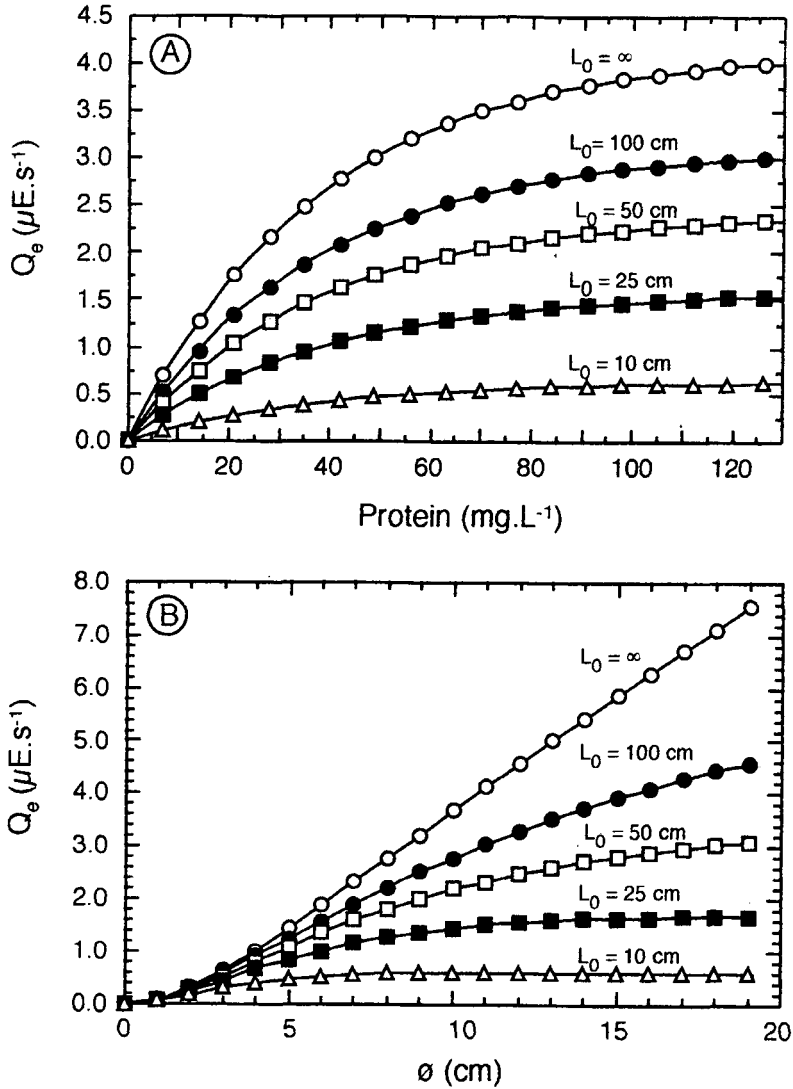 A
4.5
4.0
3.5
3.0
2.5
2.0
1.5
1.0
0.5
0.0
Qe (µE.s-1)
L0 = ∞
L0= 100 cm
L0 = 50 cm
L0 = 25 cm
L0 = 10 cm
0 20 40 60 80 100 120
Protein (mg.L-1)
B
8.0
7.0
6.0
5.0
4.0
3.0
2.0
1.0
0.0
Qe (µE.s-1)
L0 = ∞
L0 = 100 cm
L0 = 50 cm
L0 = 25 cm
L0 = 10 cm
0 5 10 15 20
ø (cm)